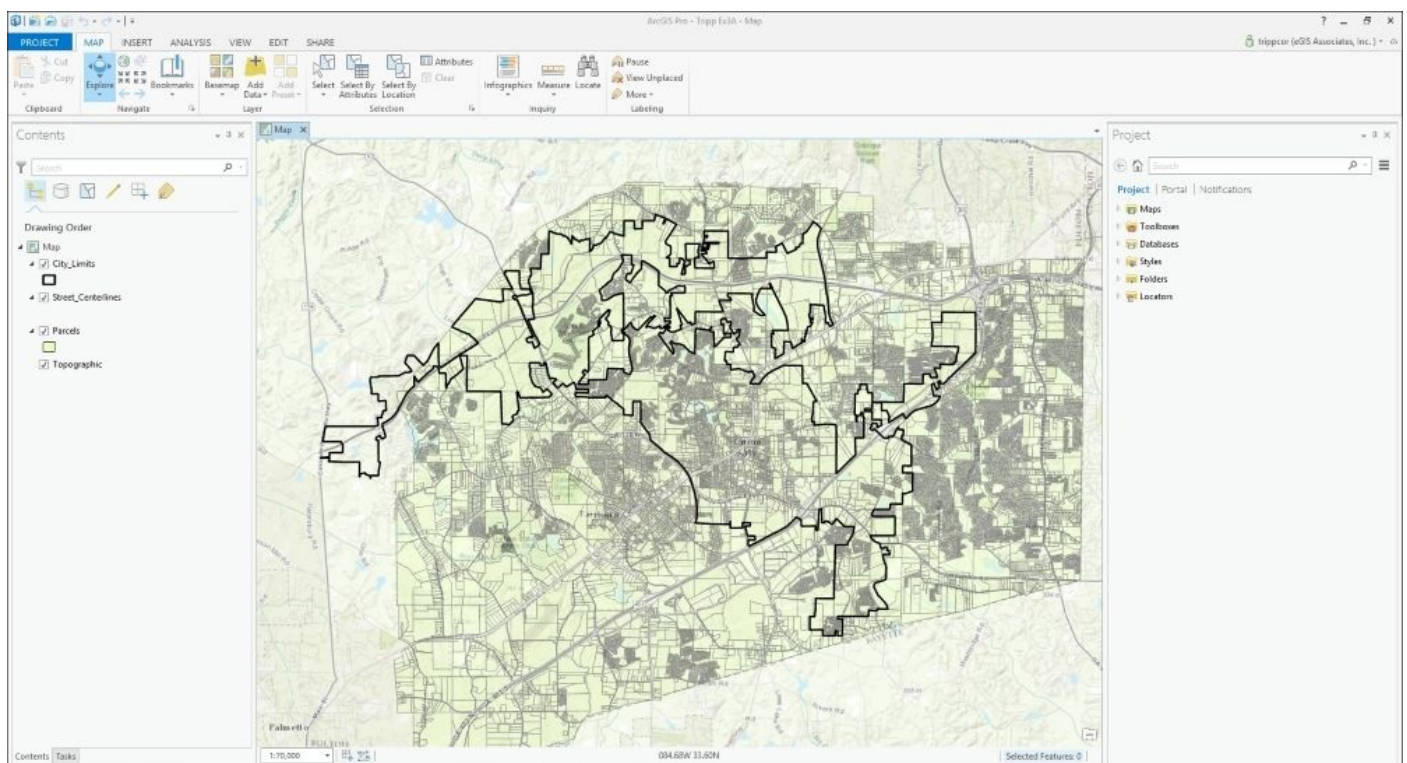 ArcGIS Pro - Tripp Ex3A - Map
? 
PROJECT MAP INSERT ANALYSIS VIEW EDIT SHARE
trippcor (eGIS Associates, Inc.)
Paste Cut Copy
Explore Bookmarks
Basemap Add Data Add Preset
Select Select By Attributes Select By Location Attributes Clear
Infographics Measure Locate
Pause View Unplaced More
Clipboard Navigate Layer Selection Inquiry Labeling
Contents
Search
Drawing Order
Map
City_Limits
Street_Centerlines
Parcels
Topographic
Contents Tasks
Map
Palmetto
FAYETTE
1:70,000
084.68W 33.60N
Selected Features: 0
Project
Search
Project | Portal | Notifications
Maps
Toolboxes
Databases
Styles
Folders
Locators